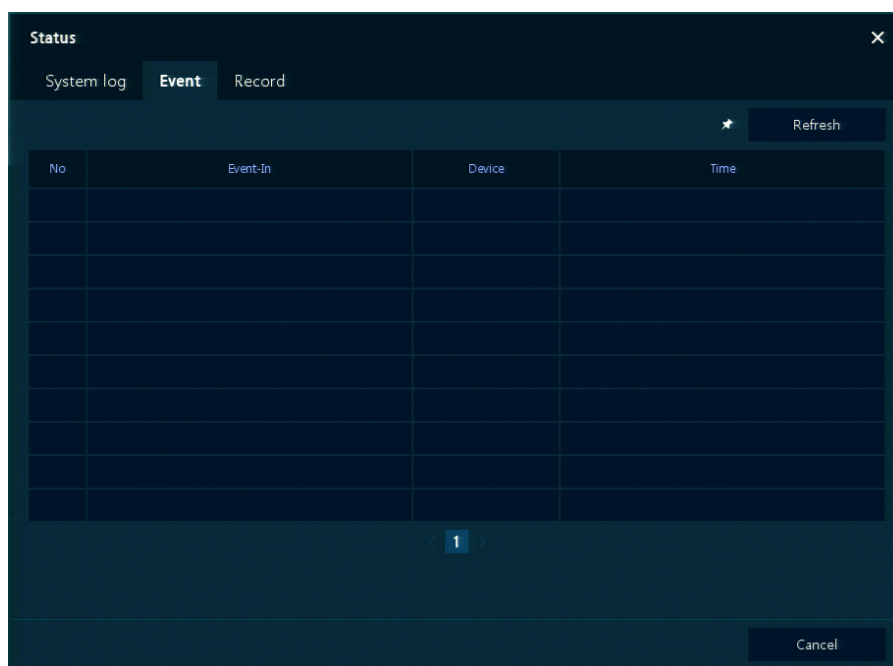 Status
System log Event Record
Refresh
No Event-In Device Time
1
Cancel